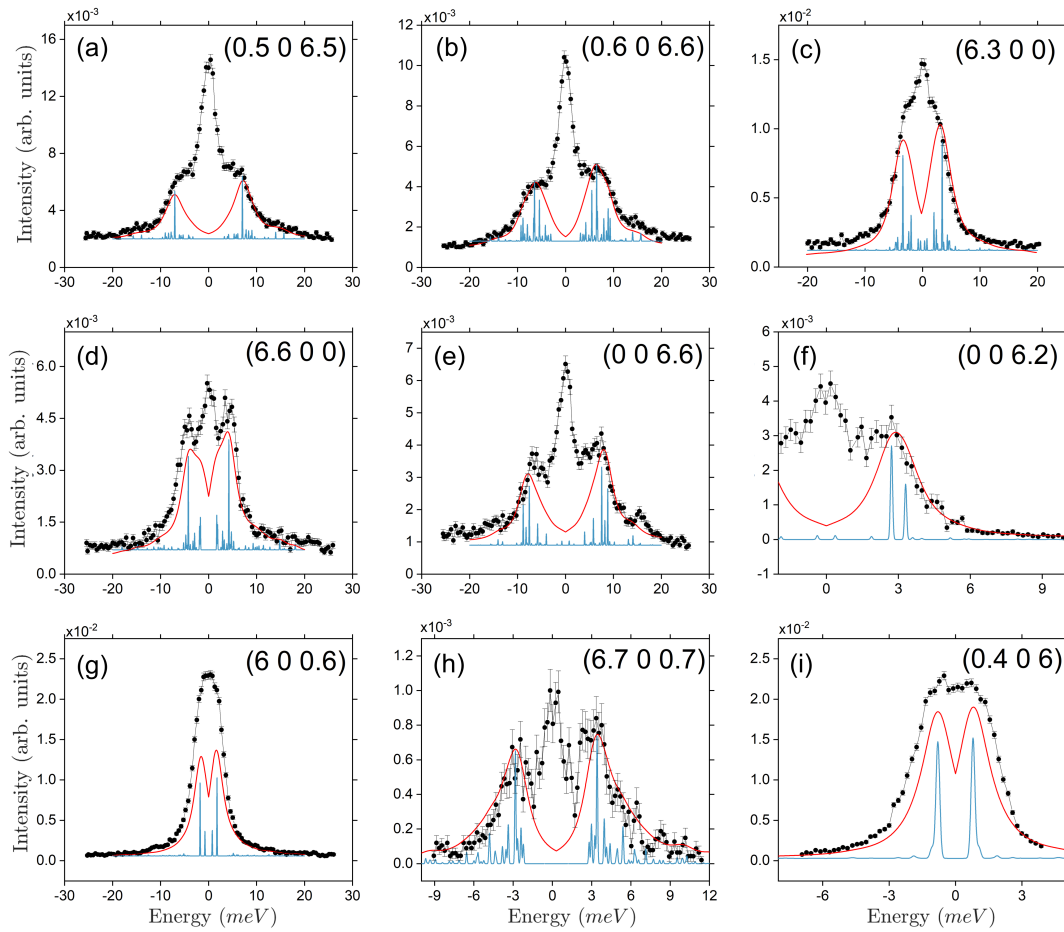 x10⁻³ x10⁻³ x10⁻²
(a) (0.5 0 6.5) (b) (0.6 0 6.6) (c) (6.3 0 0)
Intensity (arb. units)
16 12 8 4 0
12 10 8 6 4 2 0
1.5 1.0 0.5 0.0
-30 -20 -10 0 10 20 30 -30 -20 -10 0 10 20 30 -20 -10 0 10 20
x10⁻³ x10⁻³ x10⁻³
(d) (6.6 0 0) (e) (0 0 6.6) (f) (0 0 6.2)
Intensity (arb. units)
6.0 4.5 3.0 1.5 0.0
7 6 5 4 3 2 1 0
6 5 4 3 2 1 0 -1
-30 -20 -10 0 10 20 30 -30 -20 -10 0 10 20 30 0 3 6 9
x10⁻² x10⁻³ x10⁻²
(g) (6 0 0.6) (h) (6.7 0 0.7) (i) (0.4 0 6)
Intensity (arb. units)
2.5 2.0 1.5 1.0 0.5 0.0
1.2 1.0 0.8 0.6 0.4 0.2 0.0
2.5 2.0 1.5 1.0 0.5 0.0
-30 -20 -10 0 10 20 30 -9 -6 -3 0 3 6 9 12 -6 -3 0 3
Energy (meV) Energy (meV) Energy (meV)